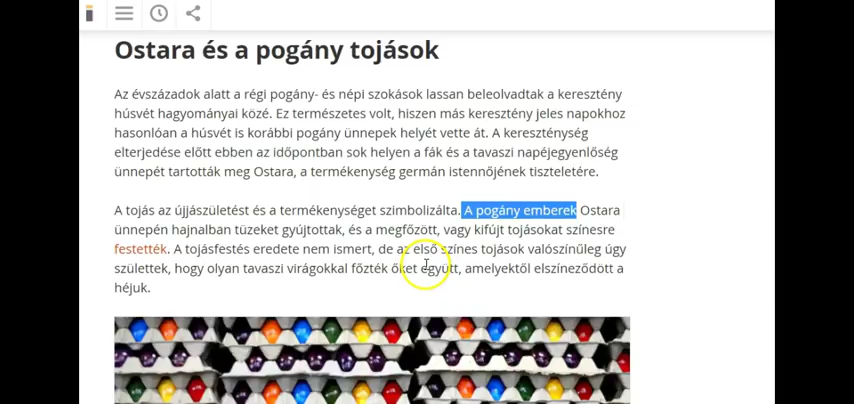 Ostara és a pogány tojások
Az évszázadok alatt a régi pogány- és népi szokások lassan beleolvadtak a keresztény
húsvét hagyományai közé. Ez természetes volt, hiszen más keresztény jeles napokhoz
hasonlóan a húsvét is korábbi pogány ünnepek helyét vette át. A kereszténység
elterjedése előtt ebben az időpontban sok helyen a fák és a tavaszi napéjegyenlőség
ünnepét tartották meg Ostara, a termékenység germán istennőjének tiszteletére.
A tojás az újjászületést és a termékenységet szimbolizálta. A pogány emberek Ostara
ünnepén hajnalban tüzeket gyújtottak, és a megfőzött, vagy kifújt tojásokat színesre
festették. A tojásfestés eredete nem ismert, de az első színes tojások valószínűleg úgy
születtek, hogy olyan tavaszi virágokkal főzték őket együtt, amelyektől elszíneződött a
héjuk.